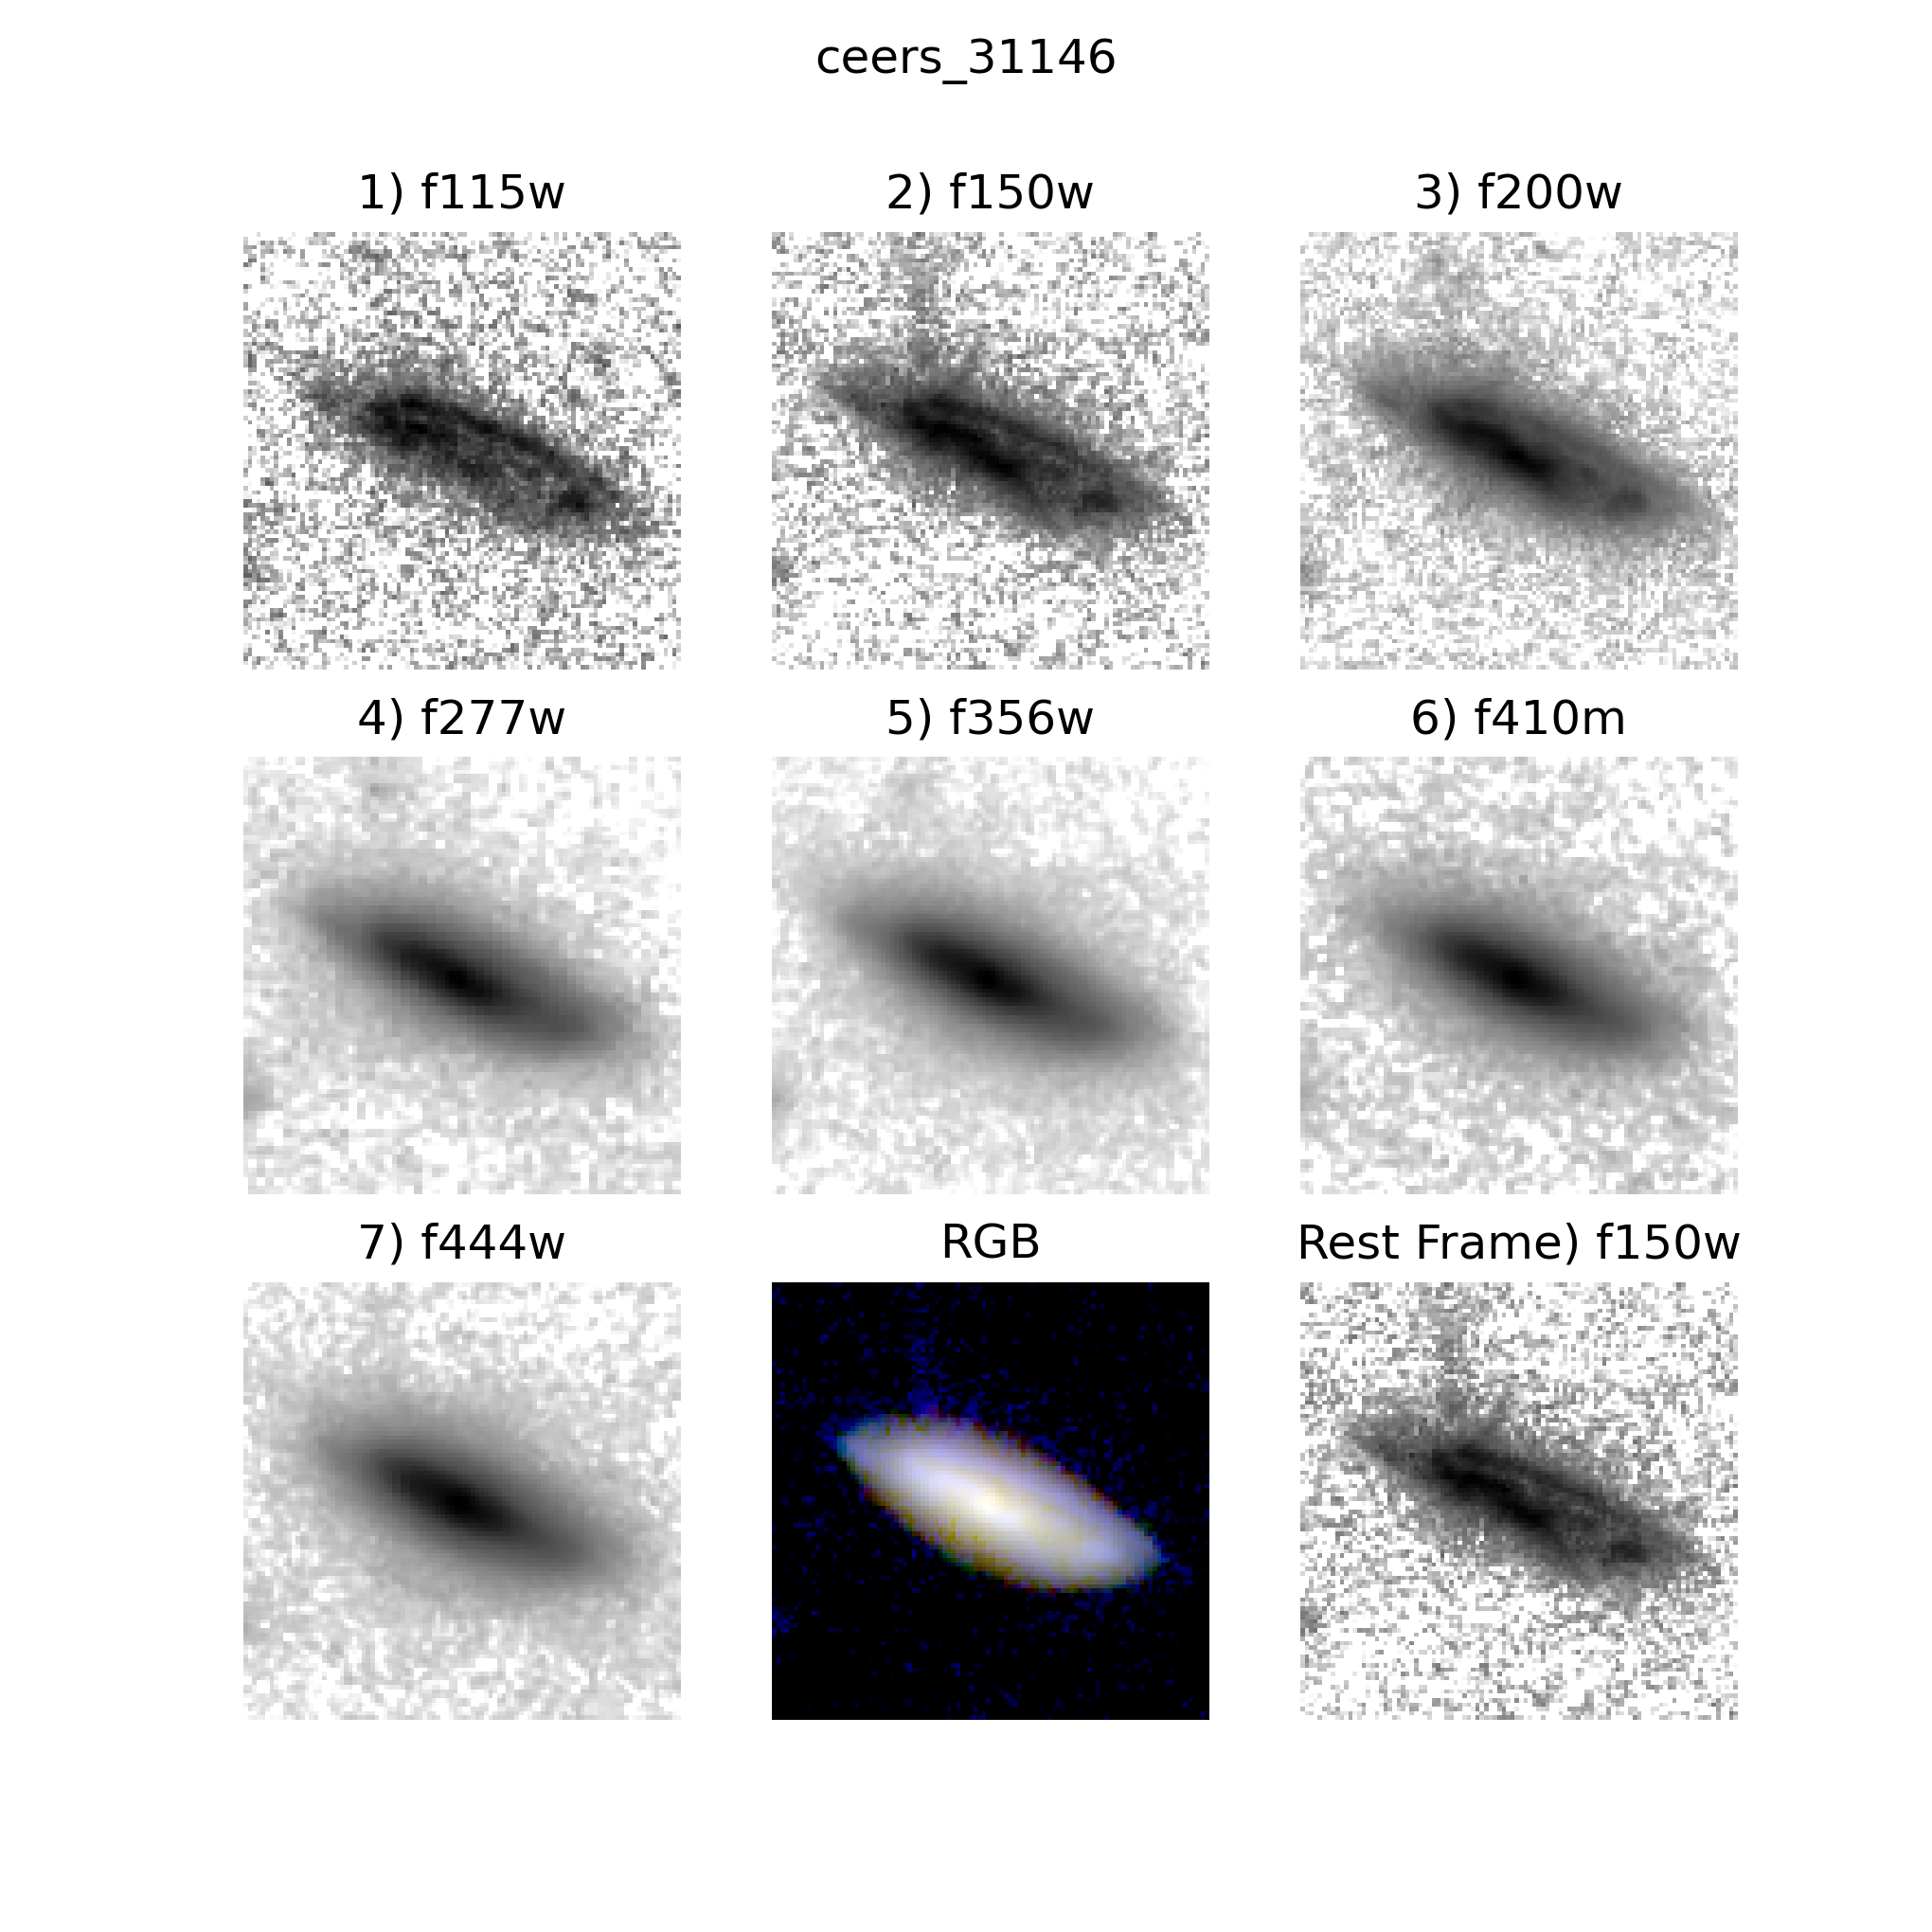 ceers_31146
1) f115w
2) f150w
3) f200w
4) f277w
5) f356w
6) f410m
7) f444w
RGB
Rest Frame) f150w